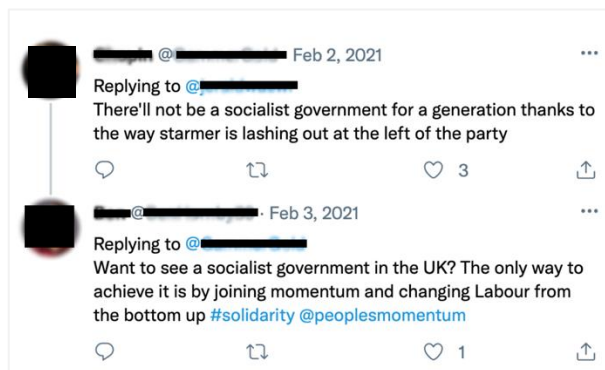 @ Feb 2, 2021
Replying to @
There'll not be a socialist government for a generation thanks to
the way starmer is lashing out at the left of the party
3
@ · Feb 3, 2021
Replying to @
Want to see a socialist government in the UK? The only way to
achieve it is by joining momentum and changing Labour from
the bottom up #solidarity @peoplesmomentum
1